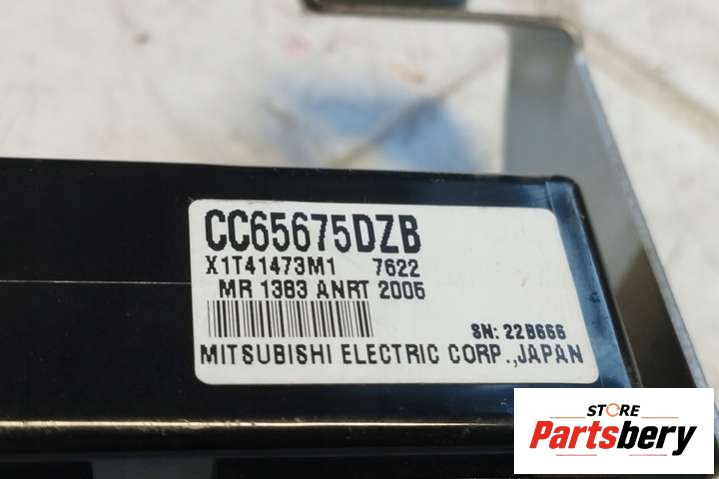 CC65675DZB
X1T41473M1 7622
MR 1383 ANRT 2005
SN: 22B666
MITSUBISHI ELECTRIC CORP.,JAPAN
STORE
Partsbery